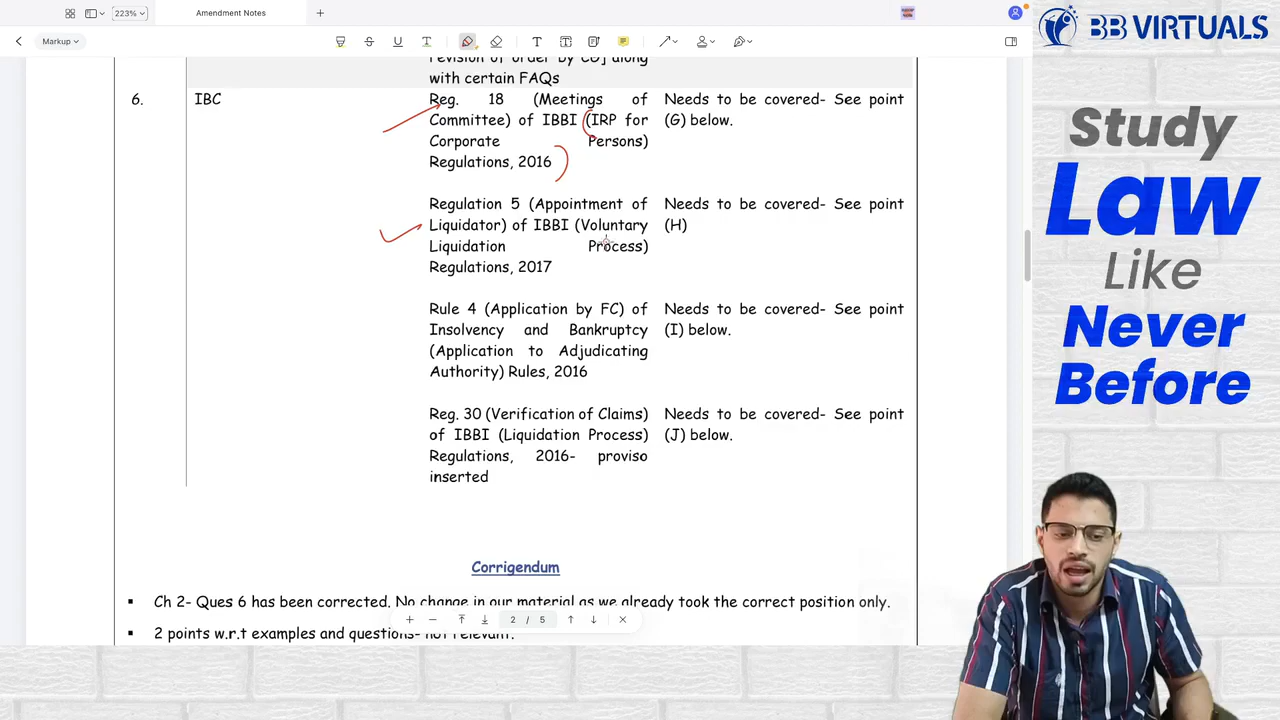 223%
Amendment Notes
Markup
BB VIRTUALS
revision of order by CG] along
with certain FAQs
6.
IBC
Reg. 18 (Meetings of
Committee) of IBBI (IRP for
Corporate Persons)
Regulations, 2016
Needs to be covered- See point
(G) below.
Regulation 5 (Appointment of
Liquidator) of IBBI (Voluntary
Liquidation Process)
Regulations, 2017
Needs to be covered- See point
(H)
Rule 4 (Application by FC) of
Insolvency and Bankruptcy
(Application to Adjudicating
Authority) Rules, 2016
Needs to be covered- See point
(I) below.
Reg. 30 (Verification of Claims)
of IBBI (Liquidation Process)
Regulations, 2016- proviso
inserted
Needs to be covered- See point
(J) below.
Corrigendum
▪ Ch 2- Ques 6 has been corrected. No change in our material as we already took the correct position only.
▪ 2 points w.r.t examples and questions- not relevant.
2 / 5
Study
Law
Like
Never
Before